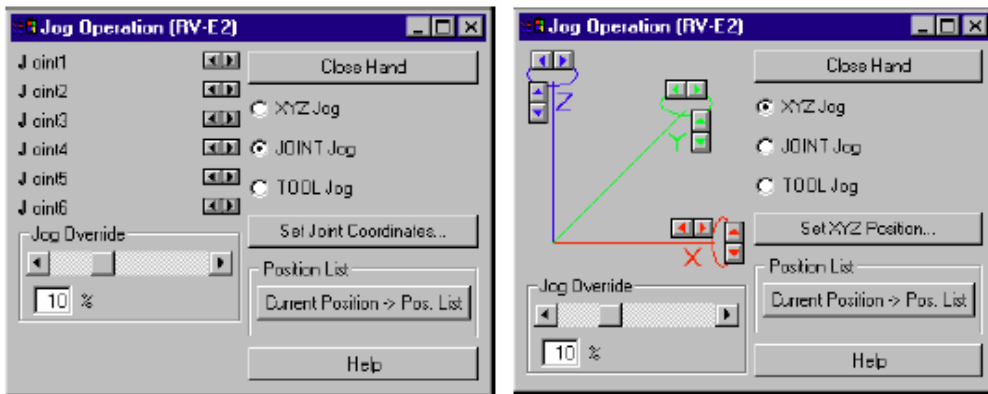 Jog Operation (RV-E2)
Joint1
Joint2
Joint3
Joint4
Joint5
Joint6
Jog Override
10 %
Close Hand
XYZ Jog
JOINT Jog
TOOL Jog
Set Joint Coordinates...
Position List
Current Position -> Pos. List
Help
Jog Operation (RV-E2)
Z
Y
X
Jog Override
10 %
Close Hand
XYZ Jog
JOINT Jog
TOOL Jog
Set XYZ Position...
Position List
Current Position -> Pos. List
Help